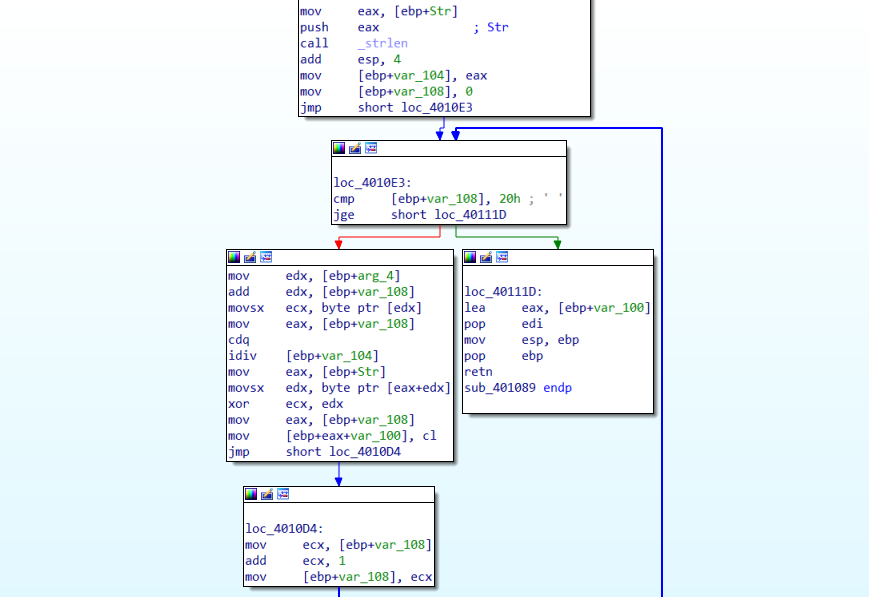 mov eax, [ebp+Str]
push eax ; Str
call _strlen
add esp, 4
mov [ebp+var_104], eax
mov [ebp+var_108], 0
jmp short loc_4010E3
loc_4010E3:
cmp [ebp+var_108], 20h ; ' '
jge short loc_40111D
mov edx, [ebp+arg_4]
add edx, [ebp+var_108]
movsx ecx, byte ptr [edx]
mov eax, [ebp+var_108]
cdq
idiv [ebp+var_104]
mov eax, [ebp+Str]
movsx edx, byte ptr [eax+edx]
xor ecx, edx
mov eax, [ebp+var_108]
mov [ebp+eax+var_100], cl
jmp short loc_4010D4
loc_40111D:
lea eax, [ebp+var_100]
pop edi
mov esp, ebp
pop ebp
retn
sub_401089 endp
loc_4010D4:
mov ecx, [ebp+var_108]
add ecx, 1
mov [ebp+var_108], ecx